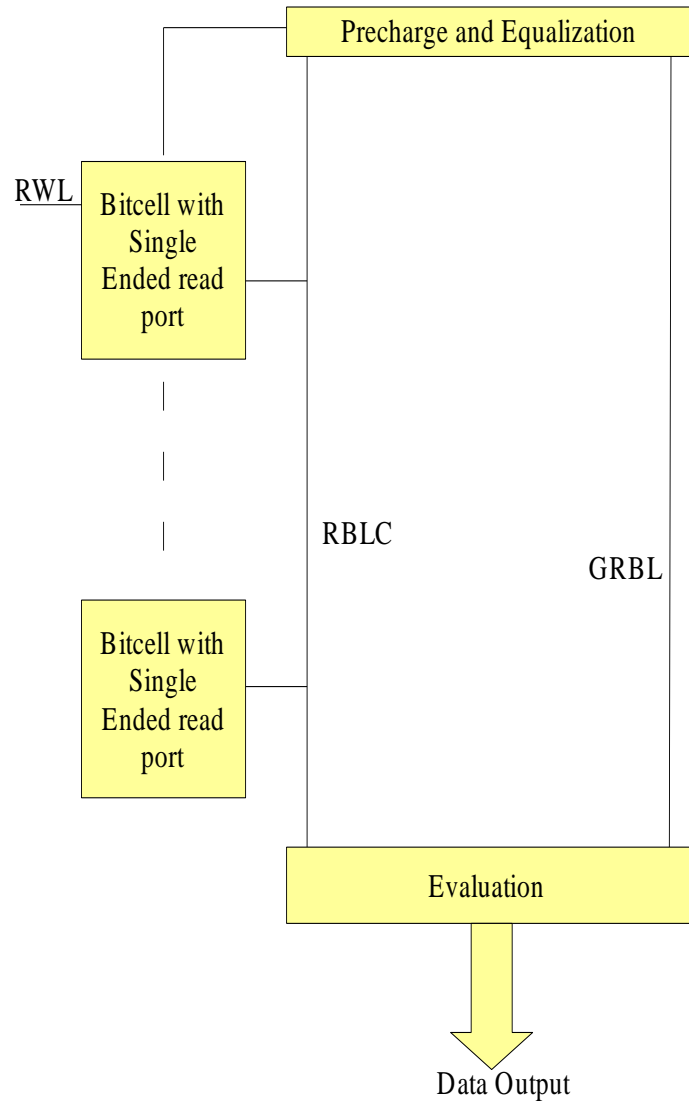 Precharge and Equalization
RWL
Bitcell with
Single
Ended read
port
RBLC
GRBL
Bitcell with
Single
Ended read
port
Evaluation
Data Output